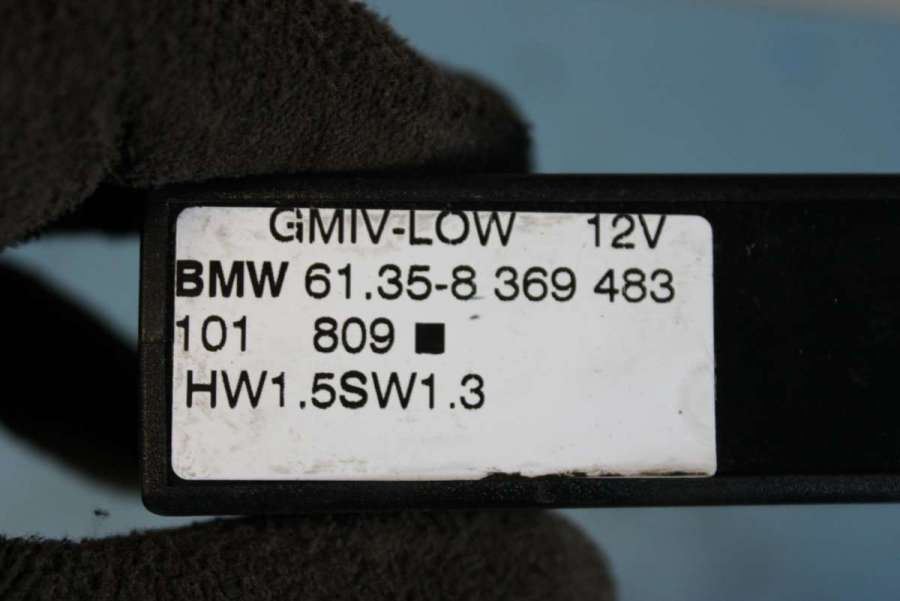 GMIV-LOW 12V
BMW 61.35-8 369 483
101 809 ■
HW1.5SW1.3